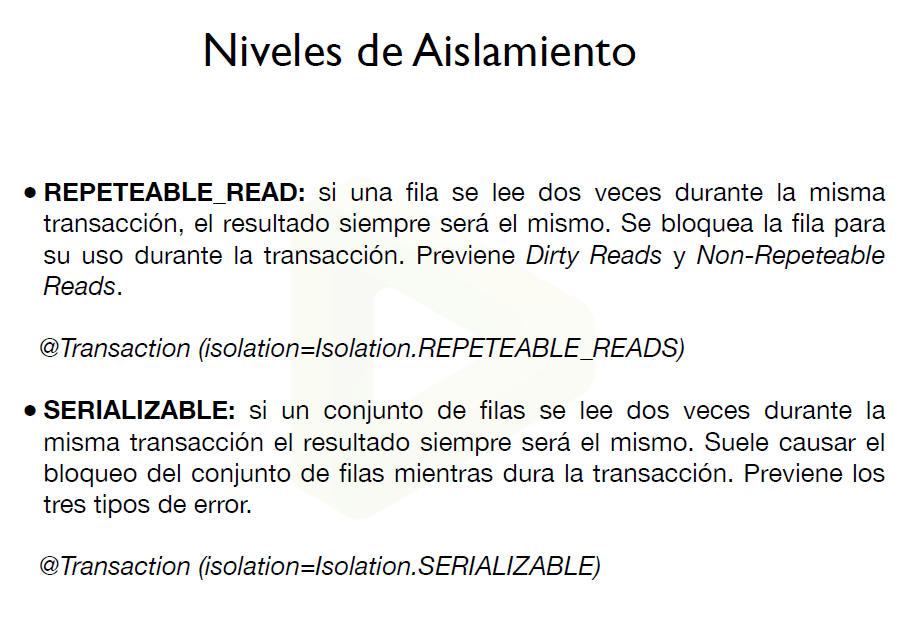 Niveles de Aislamiento
• REPETEABLE_READ: si una fila se lee dos veces durante la misma
transacción, el resultado siempre será el mismo. Se bloquea la fila para
su uso durante la transacción. Previene Dirty Reads y Non-Repeteable
Reads.
@Transaction (isolation=Isolation.REPETEABLE_READS)
• SERIALIZABLE: si un conjunto de filas se lee dos veces durante la
misma transacción el resultado siempre será el mismo. Suele causar el
bloqueo del conjunto de filas mientras dura la transacción. Previene los
tres tipos de error.
@Transaction (isolation=Isolation.SERIALIZABLE)